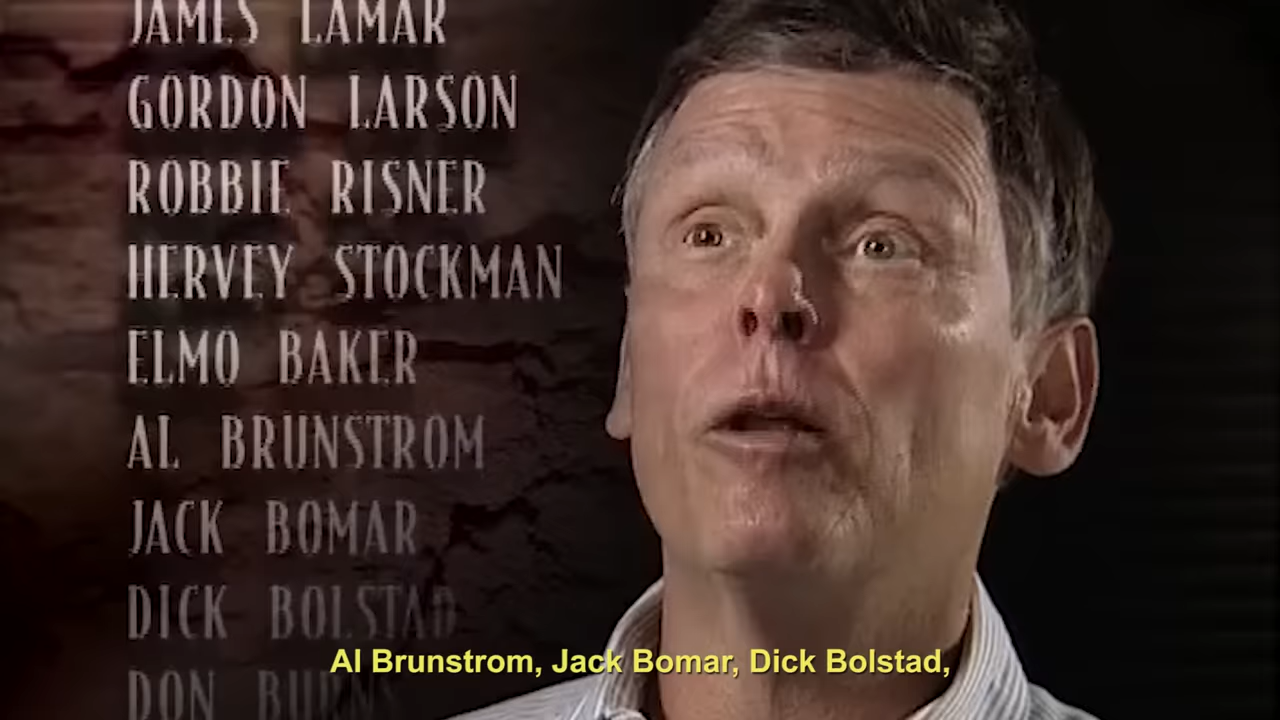 JAMES LAMAR
GORDON LARSON
ROBBIE RISNER
HERVEY STOCKMAN
ELMO BAKER
AL BRUNSTROM
JACK BOMAR
DICK BOLSTAD
DON BURNS
Al Brunstrom, Jack Bomar, Dick Bolstad,